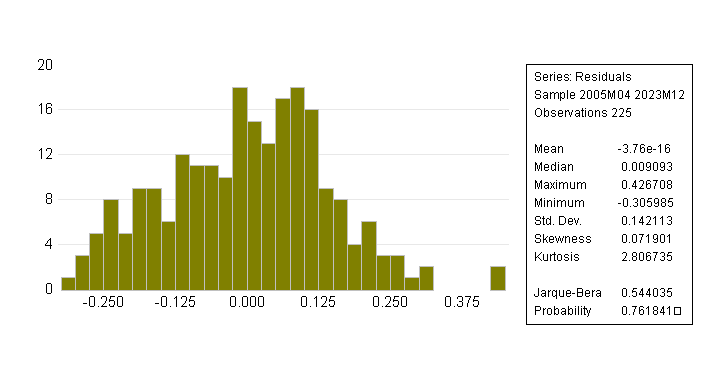 20
16
12
8
4
0
-0.250 -0.125 0.000 0.125 0.250 0.375
Series: Residuals
Sample 2005M04 2023M12
Observations 225
Mean -3.76e-16
Median 0.009093
Maximum 0.426708
Minimum -0.305985
Std. Dev. 0.142113
Skewness 0.071901
Kurtosis 2.806735
Jarque-Bera 0.544035
Probability 0.761841